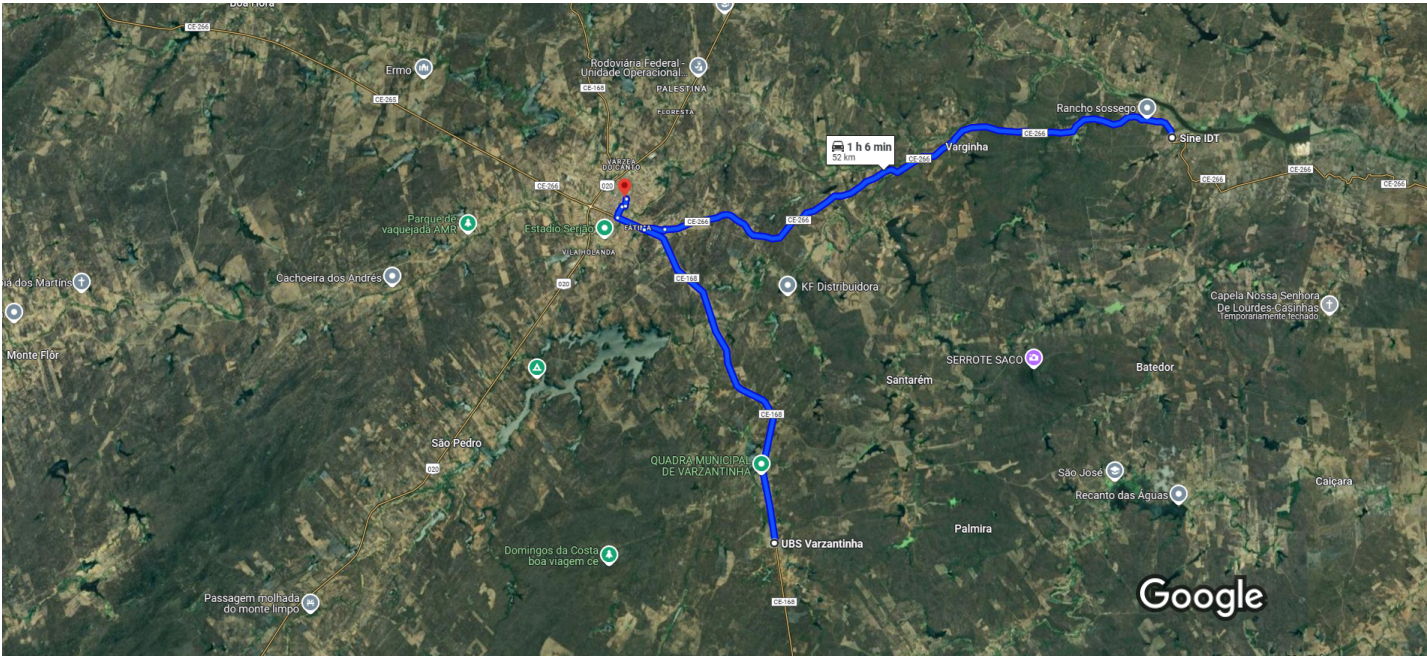 Boa Hora
CE-266
Ermo
CE-265
CE-168
Rodoviária Federal -
Unidade Operacional...
PALESTINA
FLORESTA
Rancho sossego
Sine IDT
CE-266
1 h 6 min
52 km
Varginha
CE-266
CE-266
CE-266
CE-266
VARZEA
DO CANTO
020
CE-266
Parque de
vaquejada AMR
Estadio Serjão
FÁTIMA
CE-266
CE-266
VILA HOLANDA
CE-168
020
Cachoeira dos Andrés
ia dos Martins
KF Distribuidora
Capela Nossa Senhora
De Lourdes-Casinhas
Temporariamente fechado
Monte Flôr
SERROTE SACO
Batedor
Santarém
CE-168
São Pedro
020
QUADRA MUNICIPAL
DE VARZANTINHA
São José
Recanto das Águas
Caiçara
Palmira
UBS Varzantinha
Domingos da Costa
boa viagem ce
Passagem molhada
do monte limpo
CE-168
Google